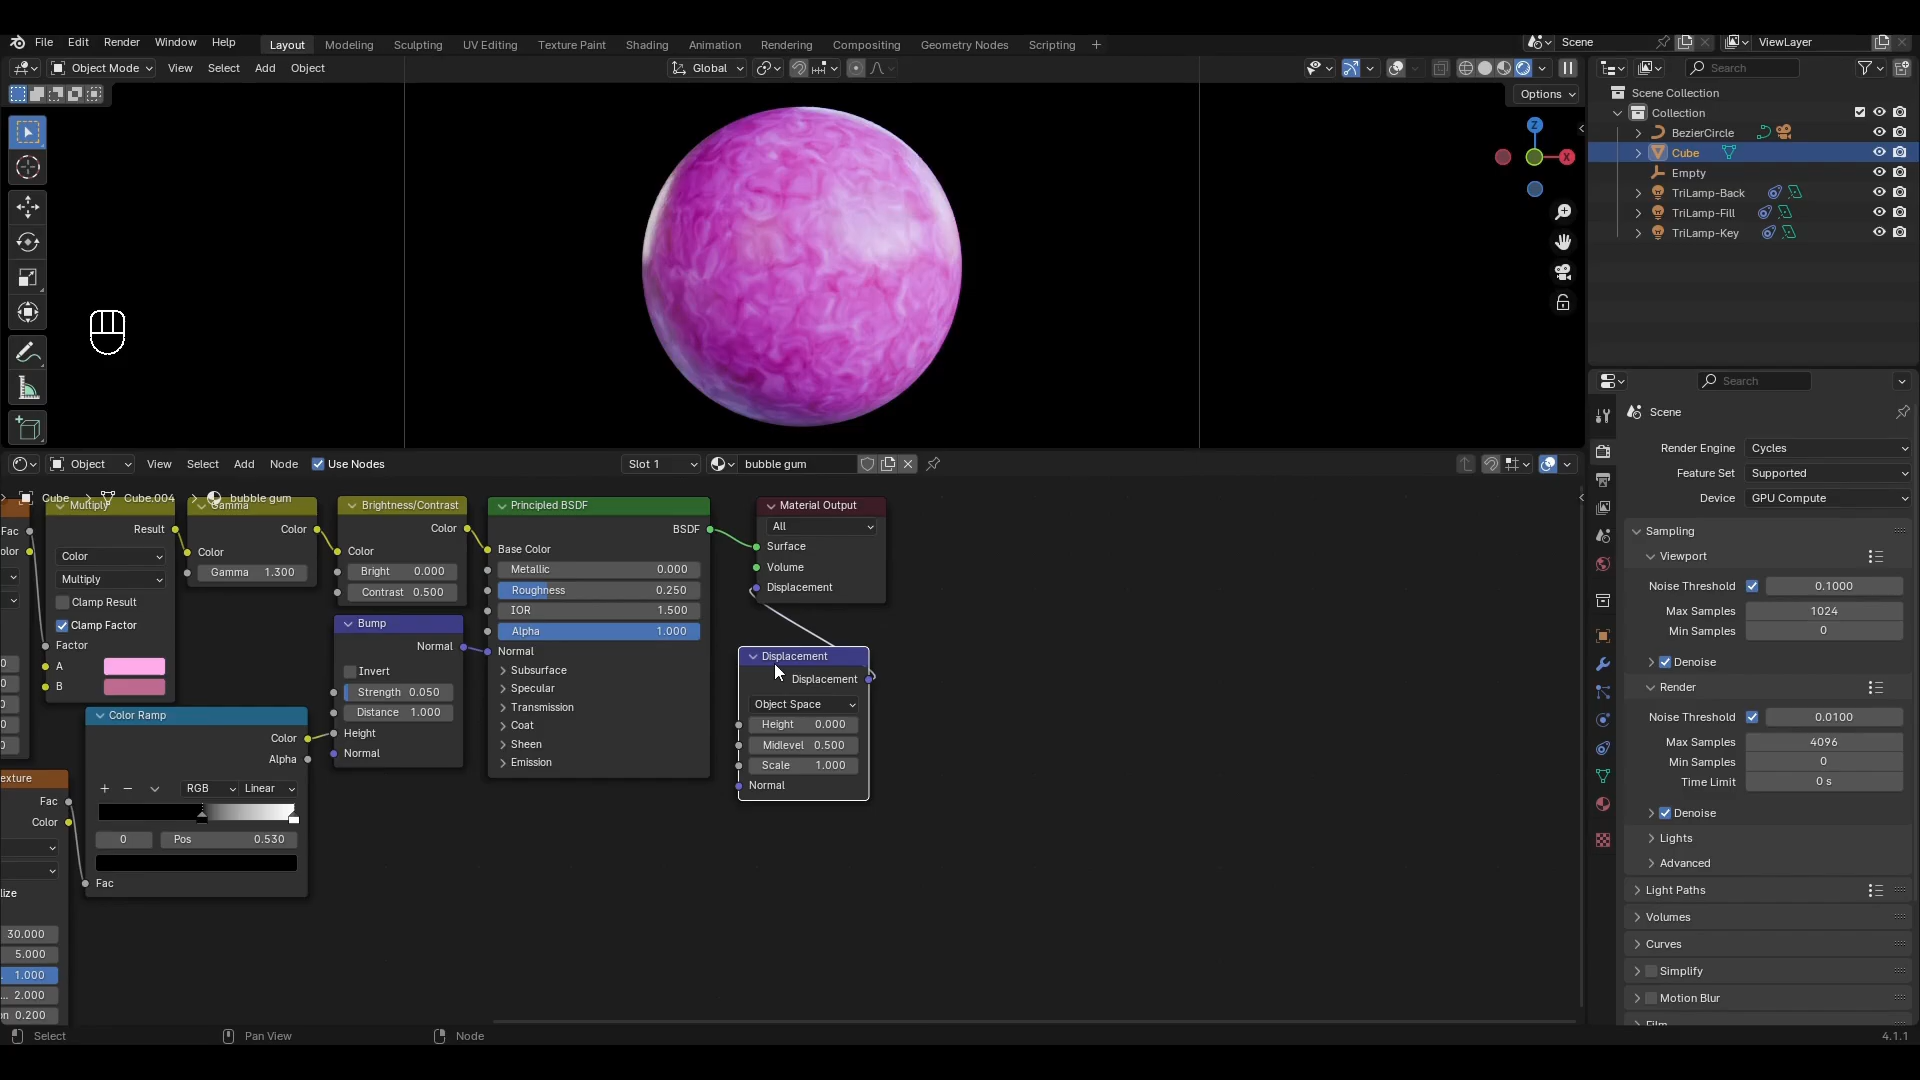 File Edit Render Window Help Layout Modeling Sculpting UV Editing Texture Paint Shading Animation Rendering Compositing Geometry Nodes Scripting + Scene ViewLayer
Object Mode View Select Add Object Global Search
Options
Scene Collection
Collection
BezierCircle
Cube
Empty
TriLamp-Back
TriLamp-Fill
TriLamp-Key
Z
X
Search
Scene
Render Engine Cycles
Feature Set Supported
Device GPU Compute
Sampling
Viewport
Noise Threshold 0.1000
Max Samples 1024
Min Samples 0
Denoise
Render
Noise Threshold 0.0100
Max Samples 4096
Min Samples 0
Time Limit 0 s
Denoise
Lights
Advanced
Light Paths
Volumes
Curves
Simplify
Motion Blur
Object View Select Add Node Use Nodes Slot 1 bubble gum
Cube Cube.004 bubble gum
Fac
olor
Multiply
Result
Color
Multiply
Clamp Result
Clamp Factor
Factor
A
B
Gamma
Color
Color
Gamma 1.300
Brightness/Contrast
Color
Color
Bright 0.000
Contrast 0.500
Bump
Normal
Invert
Strength 0.050
Distance 1.000
Height
Normal
Principled BSDF
BSDF
Base Color
Metallic 0.000
Roughness 0.250
IOR 1.500
Alpha 1.000
Normal
Subsurface
Specular
Transmission
Coat
Sheen
Emission
Material Output
All
Surface
Volume
Displacement
Displacement
Displacement
Object Space
Height 0.000
Midlevel 0.500
Scale 1.000
Normal
Color Ramp
Color
Alpha
+ − RGB Linear
0 Pos 0.530
Fac
exture
Fac
Color
lize
30.000
5.000
1.000
... 2.000
on 0.200
Select Pan View Node 4.1.1